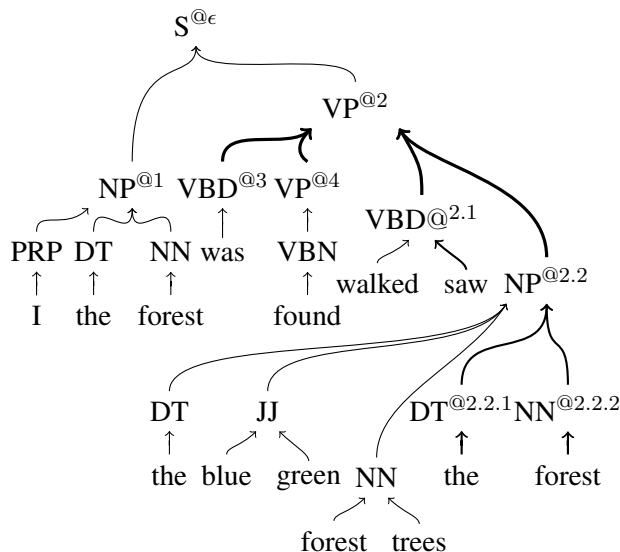 S@ϵ
VP@2
NP@1 VBD@3 VP@4
VBD@2.1
PRP DT NN was VBN
walked saw NP@2.2
I the forest found
DT JJ DT@2.2.1 NN@2.2.2
the blue green NN the forest
forest trees